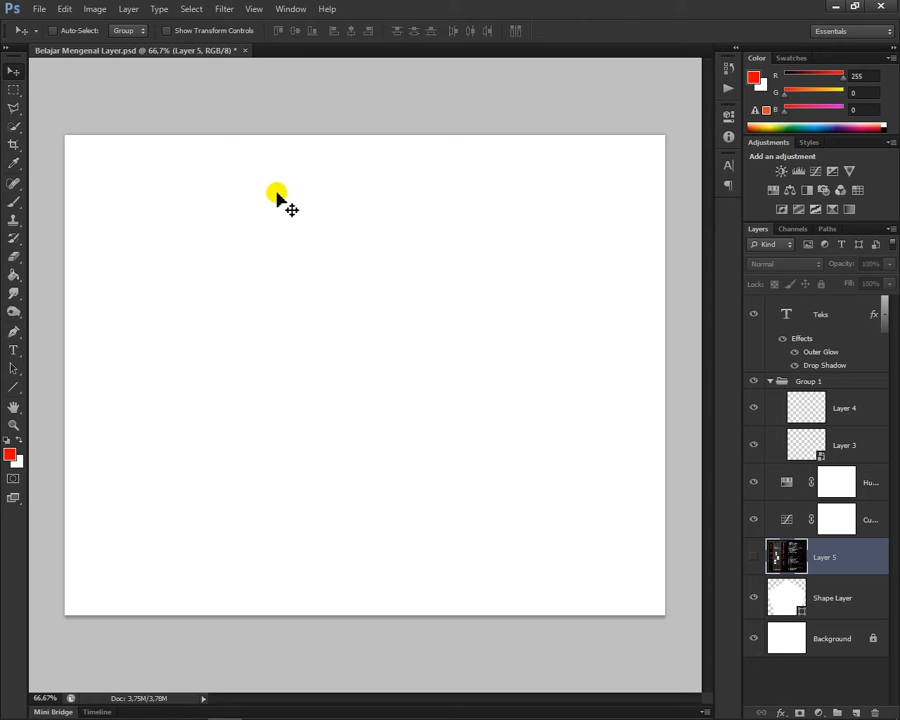 Ps File Edit Image Layer Type Select Filter View Window Help
Auto-Select: Group Show Transform Controls Essentials
Belajar Mengenal Layer.psd @ 66,7% (Layer 5, RGB/8) * ×
Color Swatches
R 255
G 0
B 0
Adjustments Styles
Add an adjustment
Layers Channels Paths
Kind
Normal Opacity: 100%
Lock: Fill: 100%
T Teks fx
Effects
Outer Glow
Drop Shadow
Group 1
Layer 4
Layer 3
Hu...
Cu...
Layer 5
Shape Layer
Background
66,67% Doc: 3,75M/3,78M
Mini Bridge Timeline